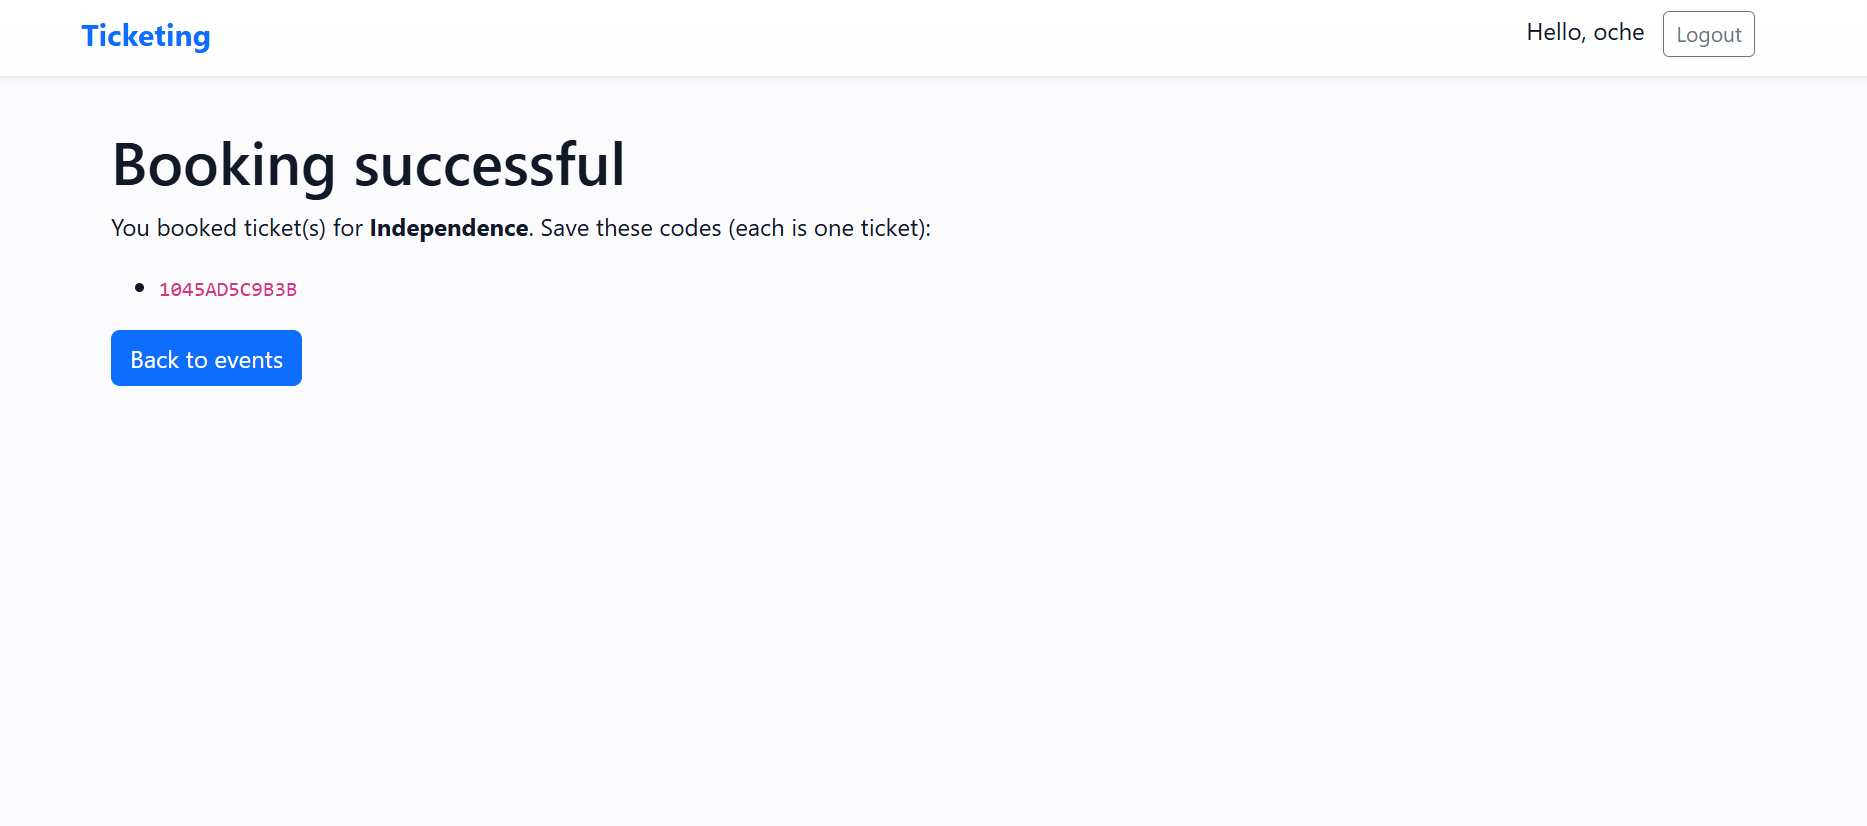 Ticketing
Hello, oche
Logout
Booking successful
You booked ticket(s) for Independence. Save these codes (each is one ticket):
1045AD5C9B3B
Back to events